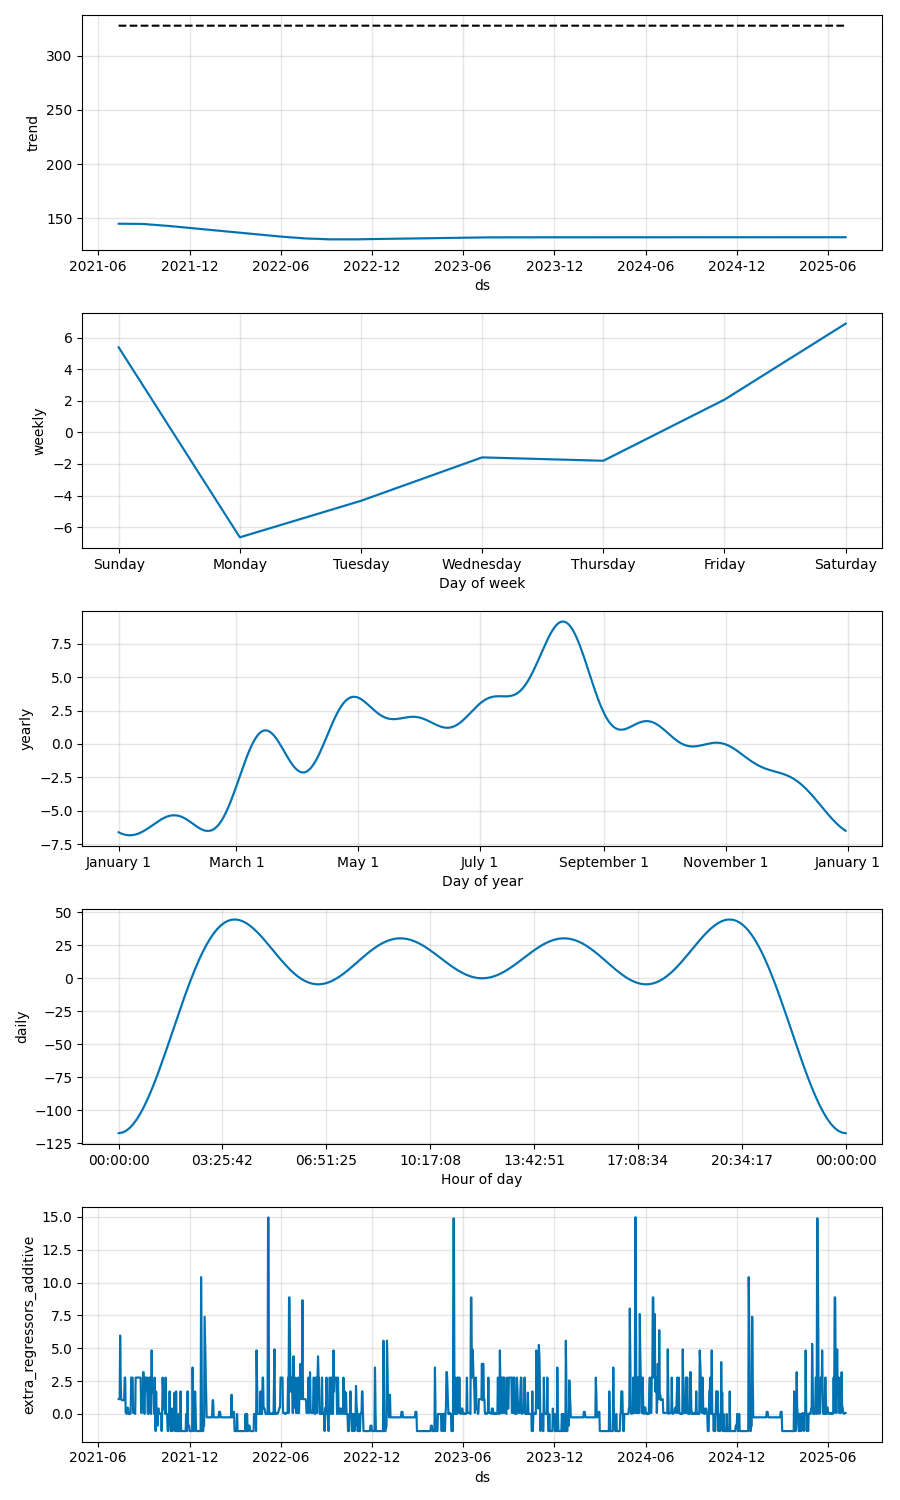 300
250
200
150
trend
2021-06 2021-12 2022-06 2022-12 2023-06 2023-12 2024-06 2024-12 2025-06
ds
6
4
2
0
−2
−4
−6
weekly
Sunday Monday Tuesday Wednesday Thursday Friday Saturday
Day of week
7.5
5.0
2.5
0.0
−2.5
−5.0
−7.5
yearly
January 1 March 1 May 1 July 1 September 1 November 1 January 1
Day of year
50
25
0
−25
−50
−75
−100
−125
daily
00:00:00 03:25:42 06:51:25 10:17:08 13:42:51 17:08:34 20:34:17 00:00:00
Hour of day
15.0
12.5
10.0
7.5
5.0
2.5
0.0
extra_regressors_additive
2021-06 2021-12 2022-06 2022-12 2023-06 2023-12 2024-06 2024-12 2025-06
ds